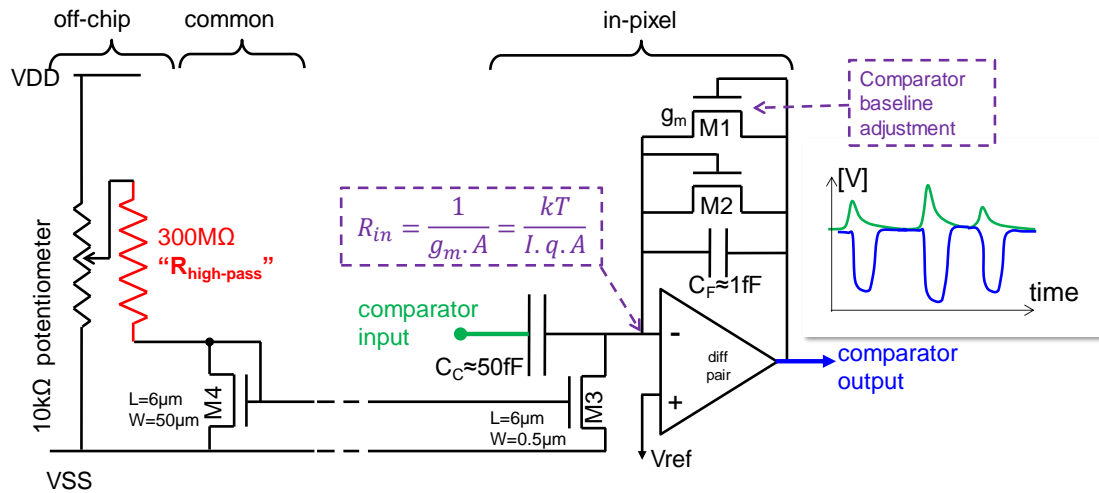 off-chip
common
in-pixel
VDD
Comparator
baseline
adjustment
gm
M1
[V]
M2
R_in = 1/(g_m.A) = kT/(I.q.A)
300MΩ
“Rhigh-pass”
10kΩ potentiometer
CF≈1fF
time
comparator
input
CC≈50fF
-
diff
pair
+
comparator
output
M4
L=6µm
W=50µm
M3
L=6µm
W=0.5µm
Vref
VSS